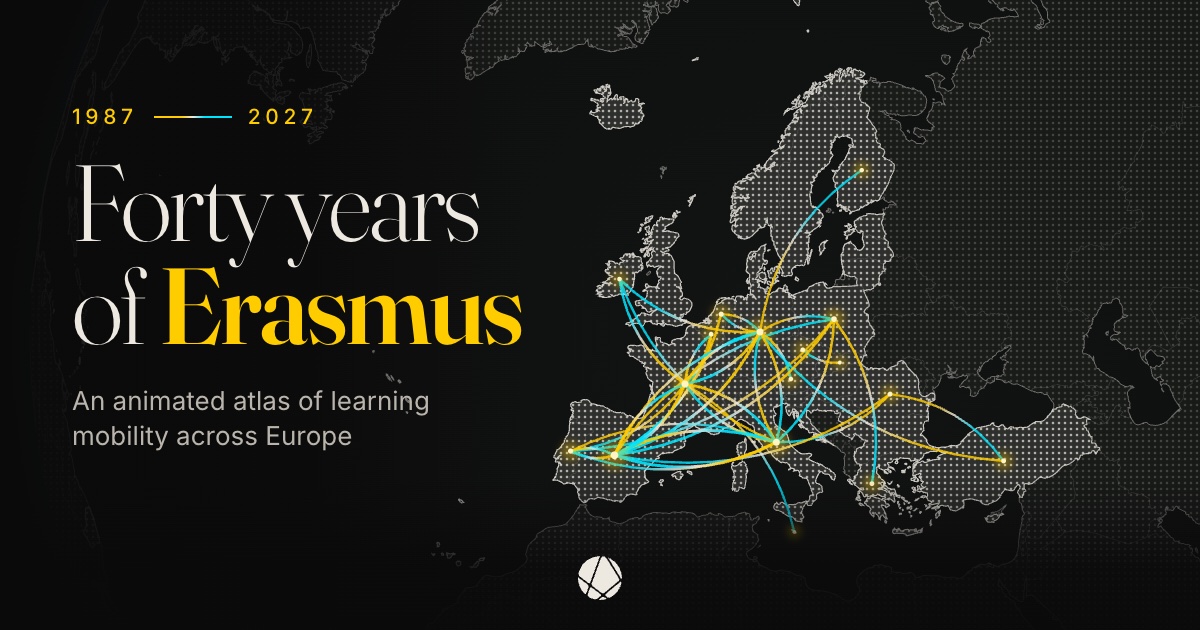 1987 2027
Forty years
of Erasmus
An animated atlas of learning
mobility across Europe